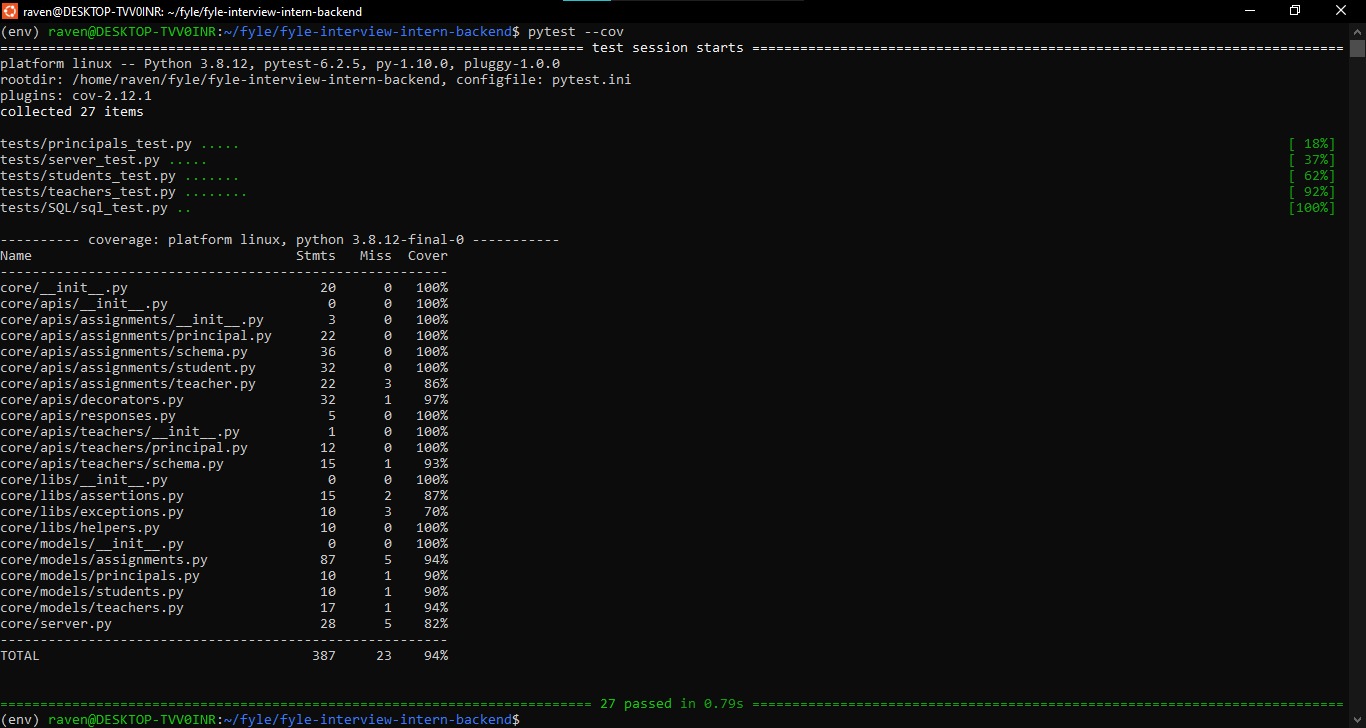 raven@DESKTOP-TVV0INR: ~/fyle/fyle-interview-intern-backend
(env) raven@DESKTOP-TVV0INR:~/fyle/fyle-interview-intern-backend$ pytest --cov
========================================================================= test session starts ==========================================================================
platform linux -- Python 3.8.12, pytest-6.2.5, py-1.10.0, pluggy-1.0.0
rootdir: /home/raven/fyle/fyle-interview-intern-backend, configfile: pytest.ini
plugins: cov-2.12.1
collected 27 items

tests/principals_test.py ..... [ 18%]
tests/server_test.py ..... [ 37%]
tests/students_test.py ....... [ 62%]
tests/teachers_test.py ........ [ 92%]
tests/SQL/sql_test.py .. [100%]

---------- coverage: platform linux, python 3.8.12-final-0 -----------
Name                                 Stmts   Miss  Cover
--------------------------------------------------------
core/__init__.py                        20      0   100%
core/apis/__init__.py                    0      0   100%
core/apis/assignments/__init__.py        3      0   100%
core/apis/assignments/principal.py      22      0   100%
core/apis/assignments/schema.py         36      0   100%
core/apis/assignments/student.py        32      0   100%
core/apis/assignments/teacher.py        22      3    86%
core/apis/decorators.py                 32      1    97%
core/apis/responses.py                   5      0   100%
core/apis/teachers/__init__.py           1      0   100%
core/apis/teachers/principal.py         12      0   100%
core/apis/teachers/schema.py            15      1    93%
core/libs/__init__.py                    0      0   100%
core/libs/assertions.py                 15      2    87%
core/libs/exceptions.py                 10      3    70%
core/libs/helpers.py                    10      0   100%
core/models/__init__.py                  0      0   100%
core/models/assignments.py              87      5    94%
core/models/principals.py               10      1    90%
core/models/students.py                 10      1    90%
core/models/teachers.py                 17      1    94%
core/server.py                          28      5    82%
--------------------------------------------------------
TOTAL                                  387     23    94%

========================================================================== 27 passed in 0.79s ==========================================================================
(env) raven@DESKTOP-TVV0INR:~/fyle/fyle-interview-intern-backend$